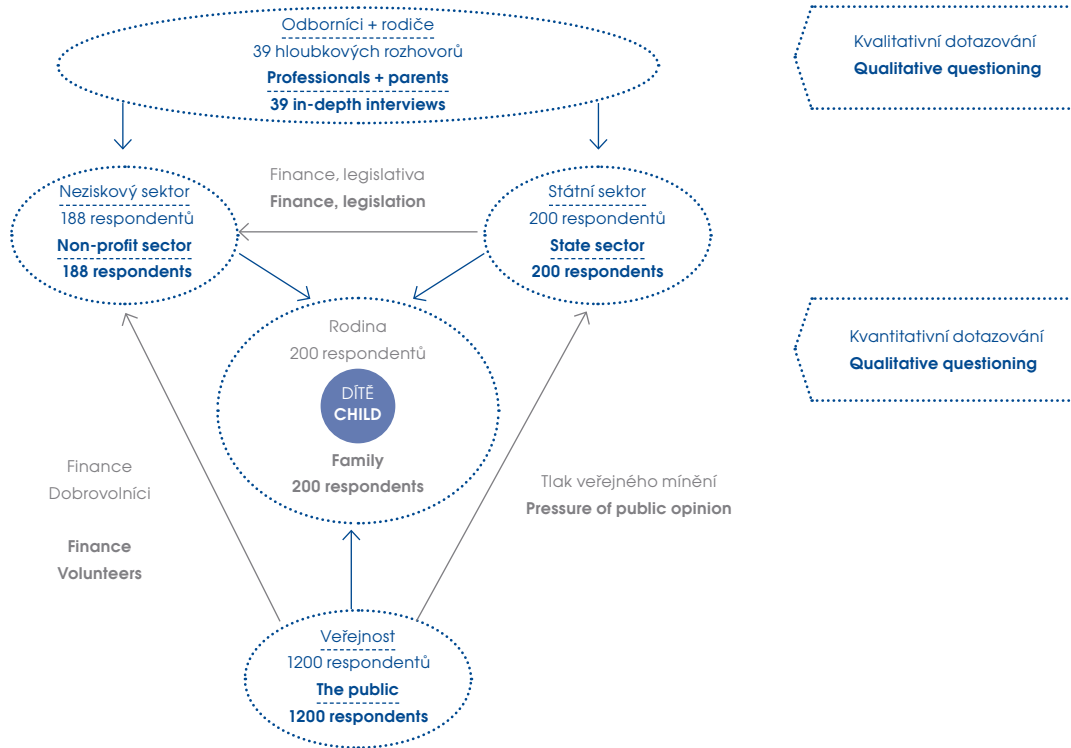 Odborníci + rodiče
39 hloubkových rozhovorů
Professionals + parents
39 in-depth interviews
Kvalitativní dotazování
Qualitative questioning
Neziskový sektor
188 respondentů
Non-profit sector
188 respondents
Finance, legislativa
Finance, legislation
Státní sektor
200 respondentů
State sector
200 respondents
Rodina
200 respondentů
DÍTĚ
CHILD
Family
200 respondents
Kvantitativní dotazování
Qualitative questioning
Finance
Dobrovolníci
Finance
Volunteers
Tlak veřejného mínění
Pressure of public opinion
Veřejnost
1200 respondentů
The public
1200 respondents